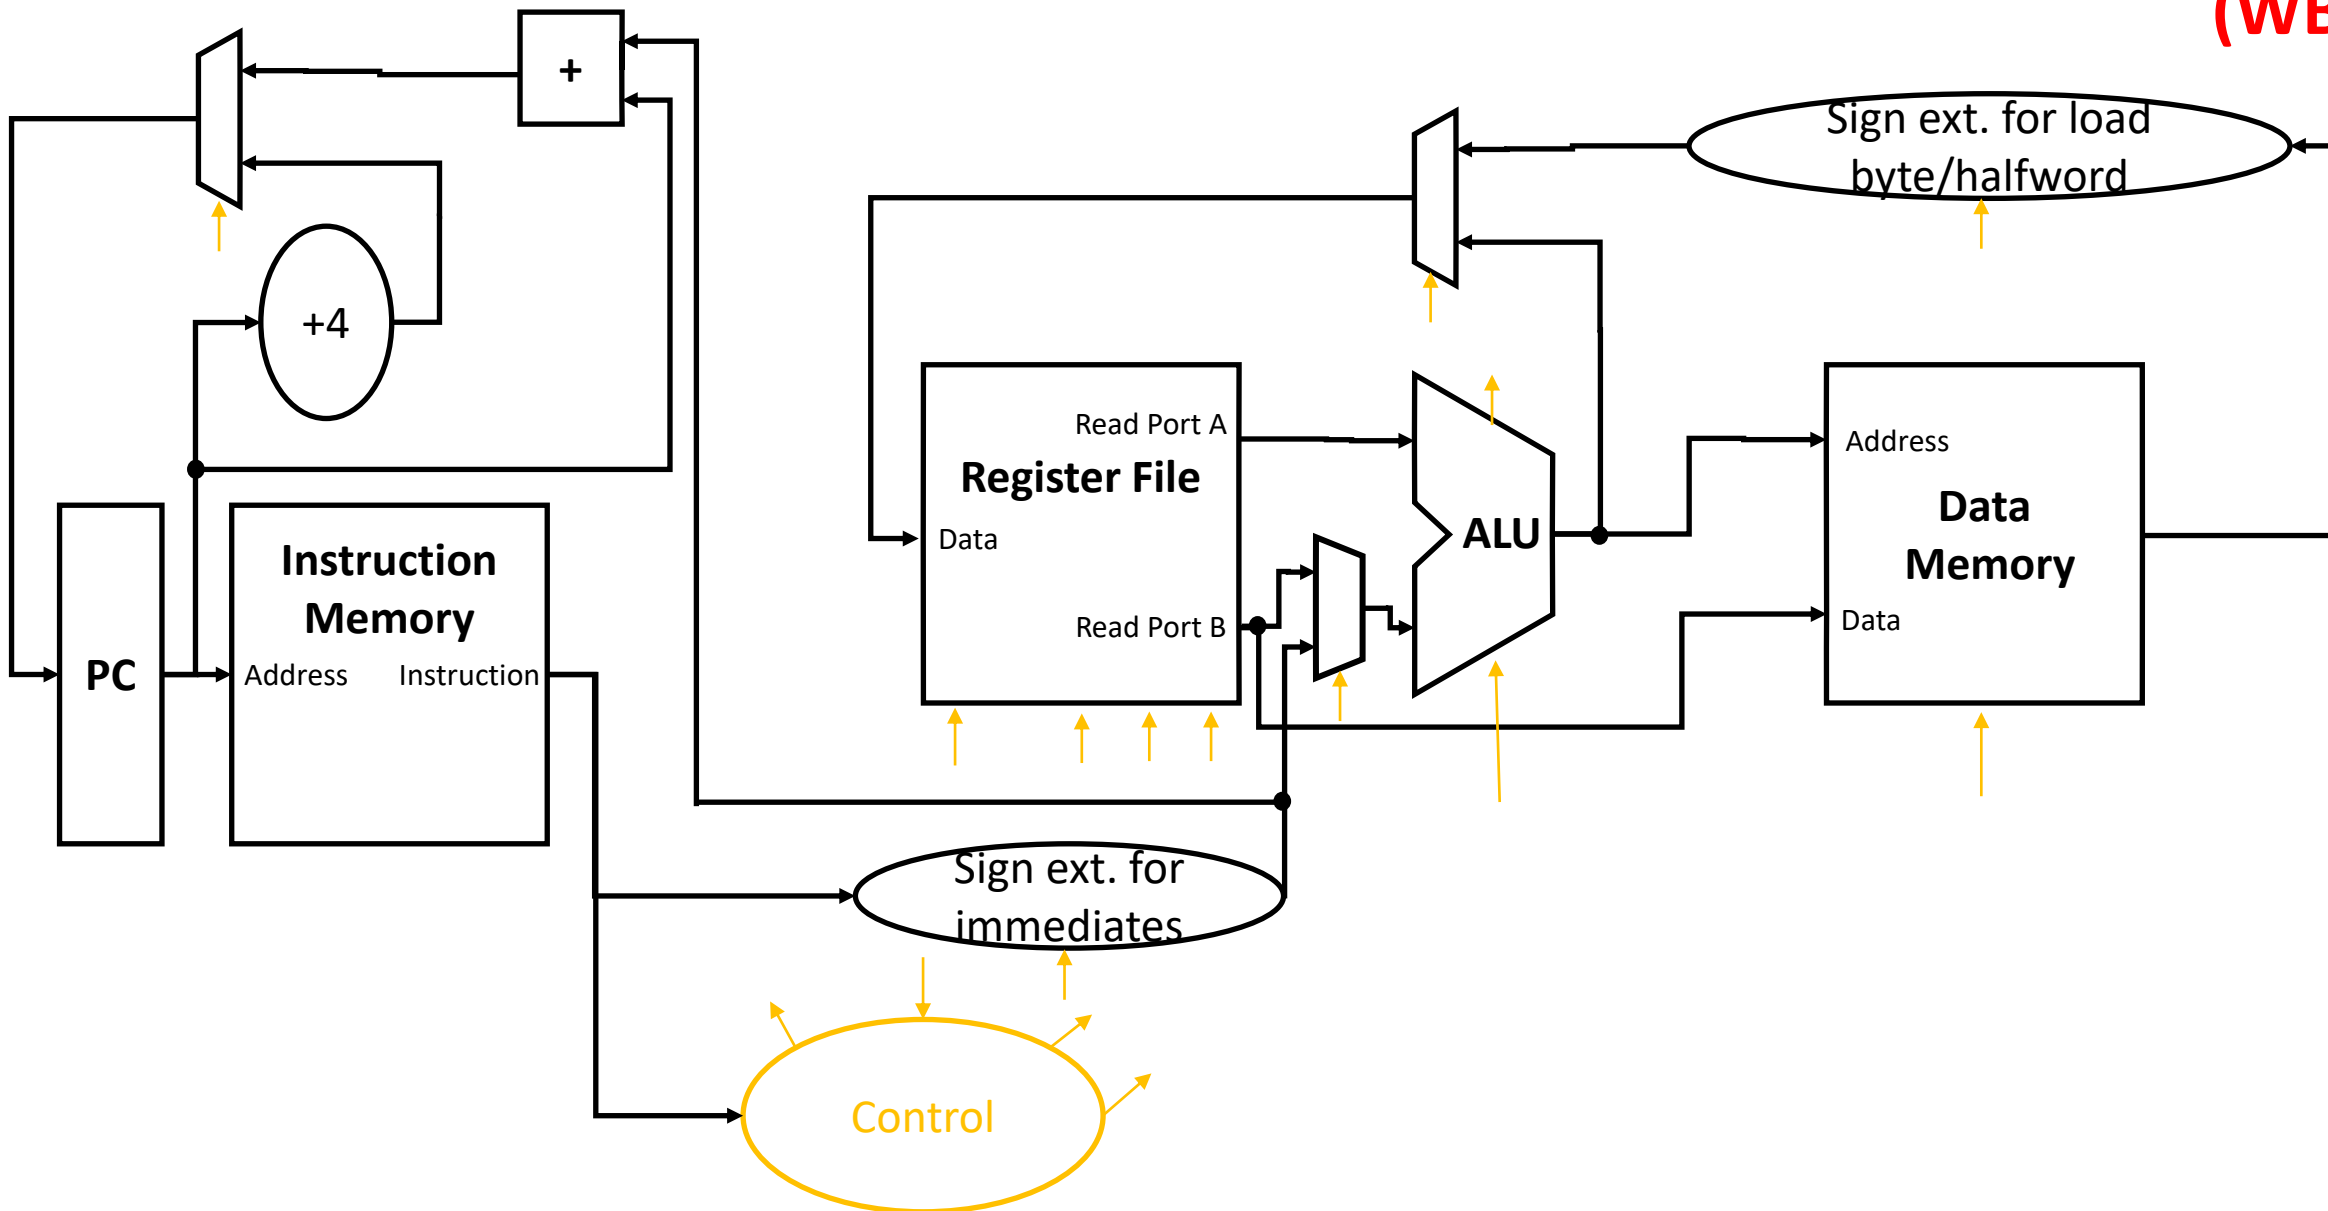 (WB
+
Sign ext. for load
byte/halfword
+4
Read Port A
Address
Register File
Data
Memory
ALU
Data
Instruction
Memory
Read Port B
Data
PC
Address
Instruction
Sign ext. for
immediates
Control